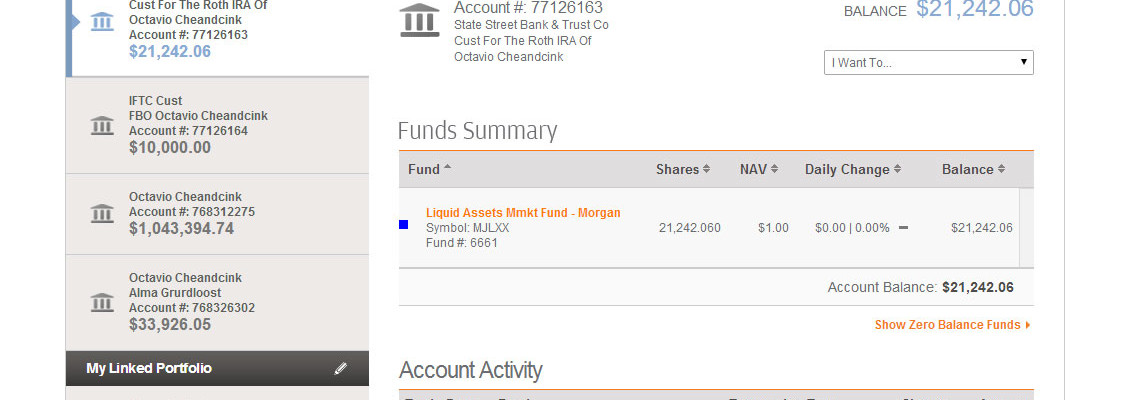 Cust For The Roth IRA Of
Octavio Cheandcink
Account #: 77126163
$21,242.06
IFTC Cust
FBO Octavio Cheandcink
Account #: 77126164
$10,000.00
Octavio Cheandcink
Account #: 768312275
$1,043,394.74
Octavio Cheandcink
Alma Grurdloost
Account #: 768326302
$33,926.05
My Linked Portfolio
Account #: 77126163
State Street Bank & Trust Co
Cust For The Roth IRA Of
Octavio Cheandcink
BALANCE $21,242.06
I Want To...
Funds Summary
Fund Shares NAV Daily Change Balance
Liquid Assets Mmkt Fund - Morgan
Symbol: MJLXX
Fund #: 6661
21,242.060 $1.00 $0.00 | 0.00% $21,242.06
Account Balance: $21,242.06
Show Zero Balance Funds
Account Activity